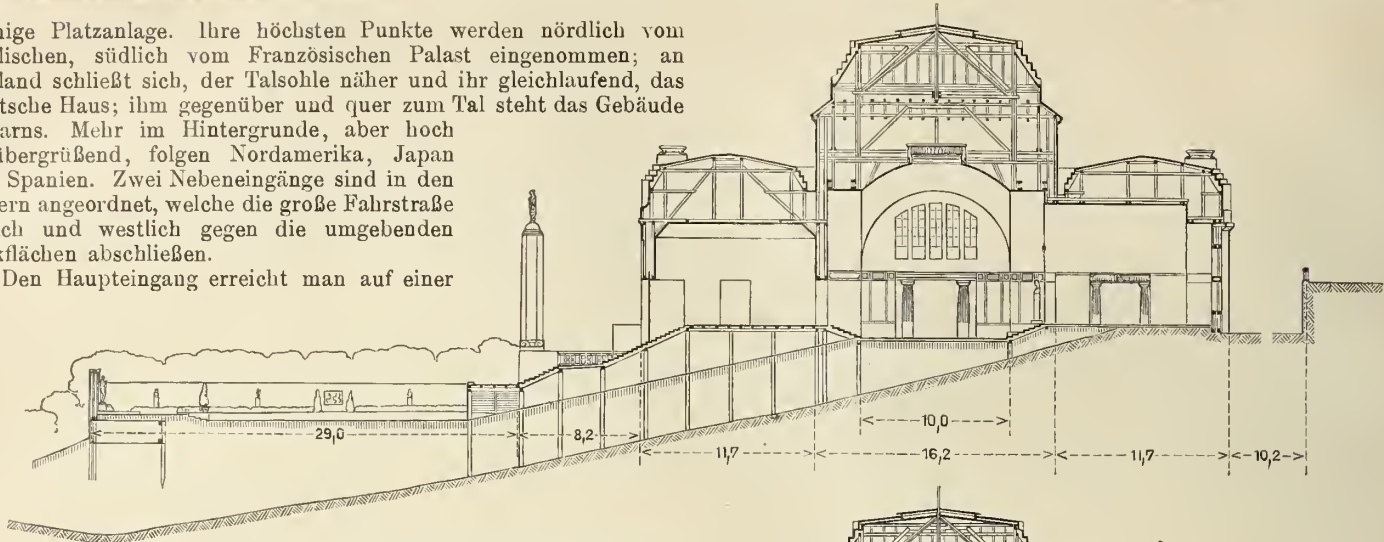 nige Platzanlage. Ihre höchsten Punkte werden nördlich vom
lischen, südlich vom Französischen Palast eingenommen; an
land schließt sich, der Talsohle näher und ihr gleichlaufend, das
tsche Haus; ihm gegenüber und quer zum Tal steht das Gebäude
arns. Mehr im Hintergrunde, aber hoch
übergrüßend, folgen Nordamerika, Japan
Spanien. Zwei Nebeneingänge sind in den
ern angeordnet, welche die große Fahrstraße
ich und westlich gegen die umgebenden
kflächen abschließen.
Den Haupteingang erreicht man auf einer
29,0
8,2
11,7
10,0
16,2
11,7
10,2